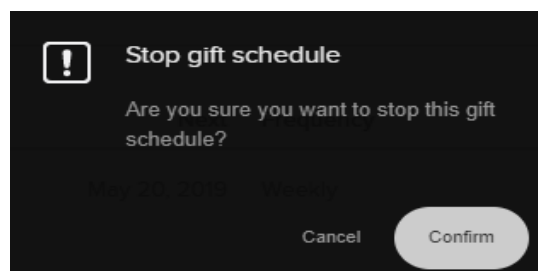 Stop gift schedule
Are you sure you want to stop this gift
schedule?
Frequency
May 20, 2019 Weekly
Cancel Confirm